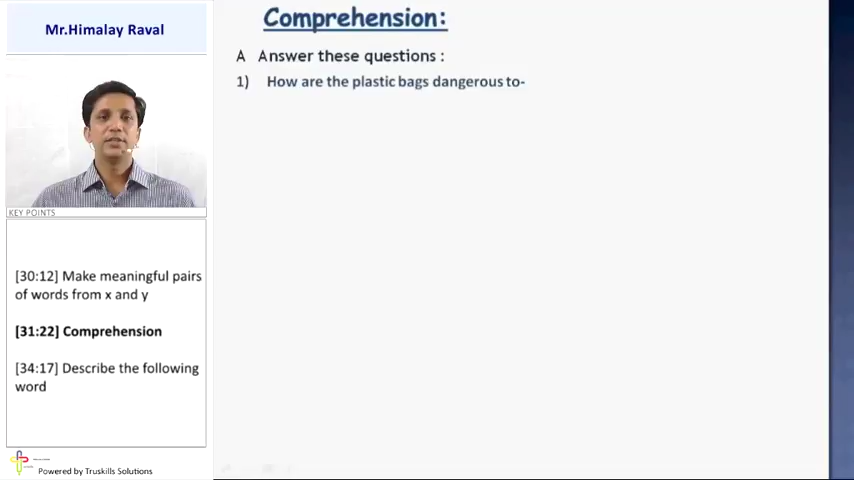 Mr.Himalay Raval
KEY POINTS
[30:12] Make meaningful pairs
of words from x and y
[31:22] Comprehension
[34:17] Describe the following
word
Powered by Truskills Solutions
Comprehension:
A Answer these questions :
1) How are the plastic bags dangerous to-